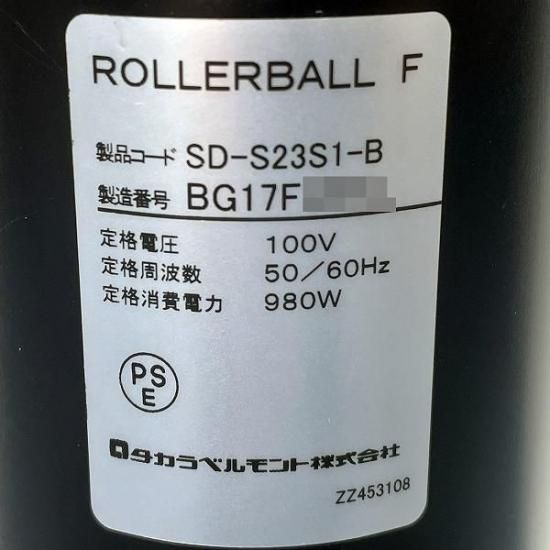 ROLLERBALL F
製品コード SD-S23S1-B
製造番号 BG17F
定格電圧 100V
定格周波数 50/60Hz
定格消費電力 980W
PS
E
タカラベルモント株式会社
ZZ453108